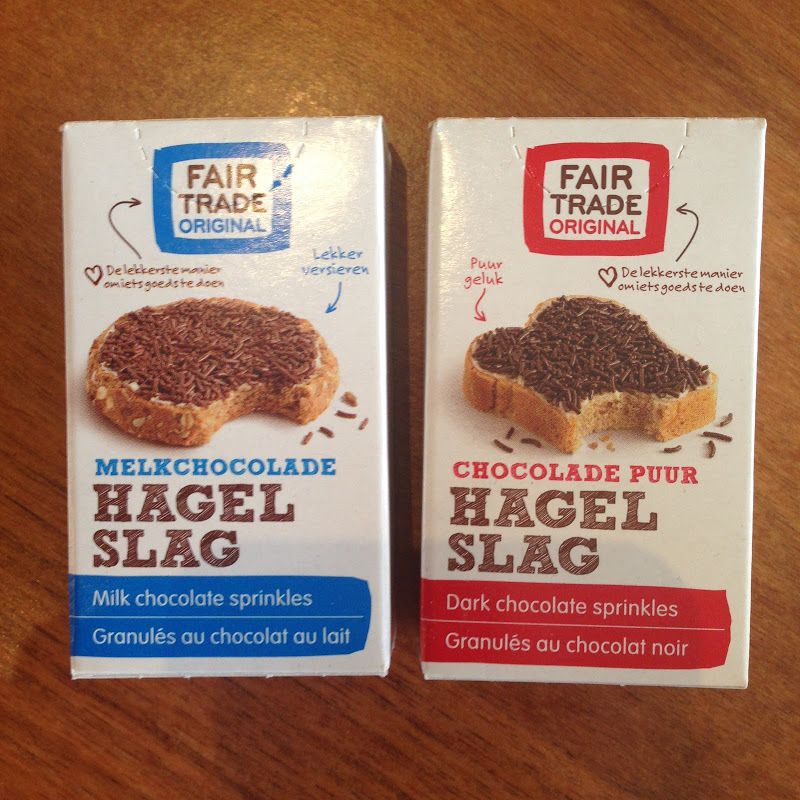 FAIR
TRADE
ORIGINAL
De lekkerste manier
om iets goeds te doen
Lekker
versieren
MELKCHOCOLADE
HAGEL
SLAG
Milk chocolate sprinkles
Granulés au chocolat au lait
FAIR
TRADE
ORIGINAL
Puur
geluk
De lekkerste manier
om iets goeds te doen
CHOCOLADE PUUR
HAGEL
SLAG
Dark chocolate sprinkles
Granulés au chocolat noir